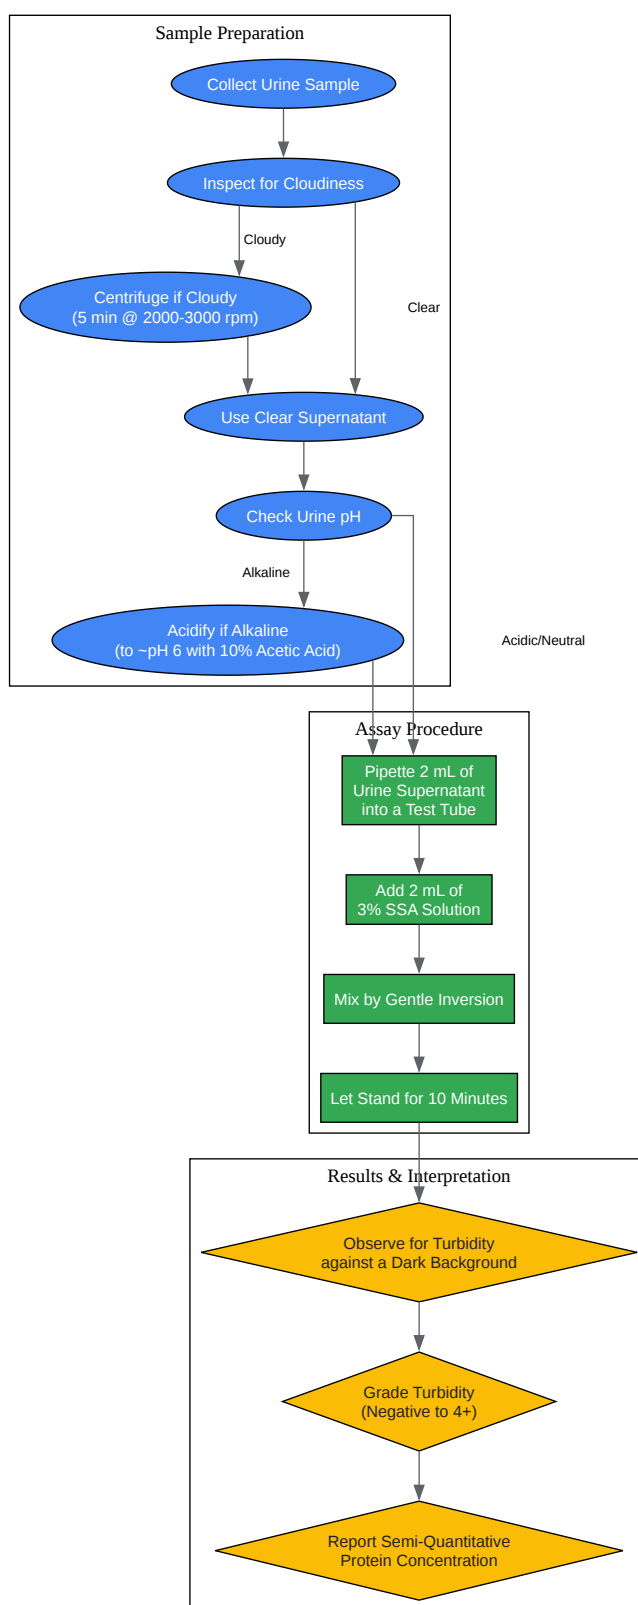 Sample Preparation
Collect Urine Sample
Inspect for Cloudiness
Cloudy
Centrifuge if Cloudy
(5 min @ 2000-3000 rpm)
Clear
Use Clear Supernatant
Check Urine pH
Alkaline
Acidify if Alkaline
(to ~pH 6 with 10% Acetic Acid)
Acidic/Neutral
Assay Procedure
Pipette 2 mL of
Urine Supernatant
into a Test Tube
Add 2 mL of
3% SSA Solution
Mix by Gentle Inversion
Let Stand for 10 Minutes
Results & Interpretation
Observe for Turbidity
against a Dark Background
Grade Turbidity
(Negative to 4+)
Report Semi-Quantitative
Protein Concentration